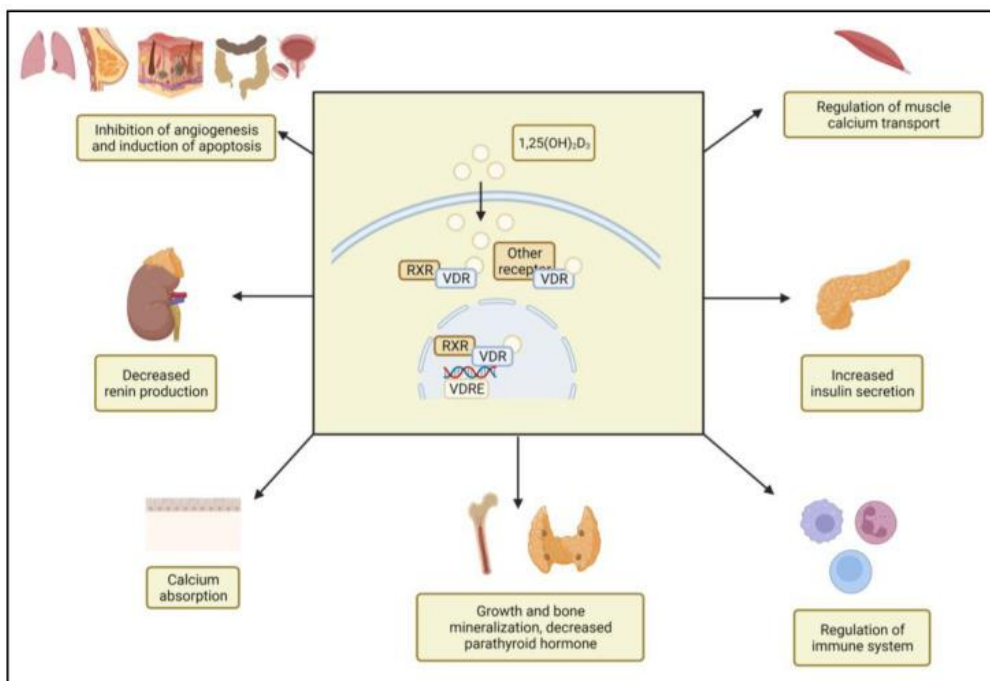 Inhibition of angiogenesis
and induction of apoptosis
Regulation of muscle
calcium transport
1,25(OH)₂D₃
RXR
VDR
Other
receptor
VDR
RXR
VDR
VDRE
Decreased
renin production
Increased
insulin secretion
Calcium
absorption
Growth and bone
mineralization, decreased
parathyroid hormone
Regulation of
immune system